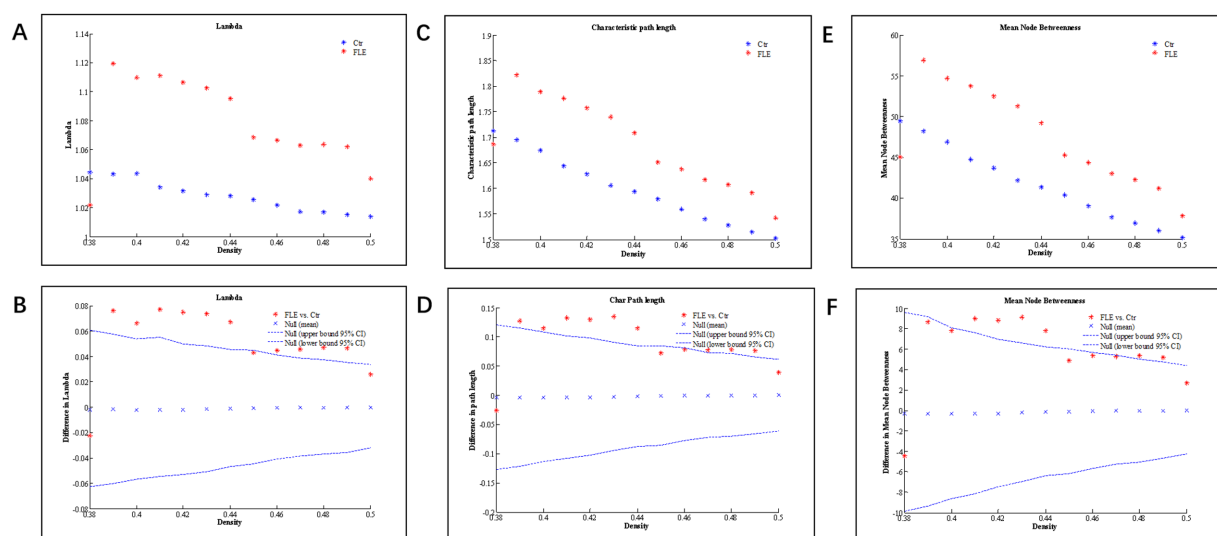 A
Lambda
1.14
1.12
1.1
1.08
1.06
1.04
1.02
1
Lambda
0.38
0.4
0.42
0.44
0.46
0.48
0.5
Density
Ctr
FLE
C
Characteristic path length
1.9
1.85
1.8
1.75
1.7
1.65
1.6
1.55
1.5
Characteristic path length
0.38
0.4
0.42
0.44
0.46
0.48
0.5
Density
Ctr
FLE
E
Mean Node Betweenness
60
55
50
45
40
35
Mean Node Betweenness
0.38
0.4
0.42
0.44
0.46
0.48
0.5
Density
Ctr
FLE
B
Lambda
0.08
0.06
0.04
0.02
0
-0.02
-0.04
-0.06
-0.08
Difference in Lambda
0.38
0.4
0.42
0.44
0.46
0.48
0.5
Density
FLE vs. Ctr
Null (mean)
Null (upper bound 95% CI)
Null (lower bound 95% CI)
D
Char Path length
0.15
0.1
0.05
0
-0.05
-0.1
-0.15
-0.2
Difference in path length
0.38
0.4
0.42
0.44
0.46
0.48
0.5
Density
FLE vs. Ctr
Null (mean)
Null (upper bound 95% CI)
Null (lower bound 95% CI)
F
Mean Node Betweenness
10
8
6
4
2
0
-2
-4
-6
-8
-10
Difference in Mean Node Betweenness
0.38
0.4
0.42
0.44
0.46
0.48
0.5
Density
FLE vs. Ctr
Null (mean)
Null (upper bound 95% CI)
Null (lower bound 95% CI)